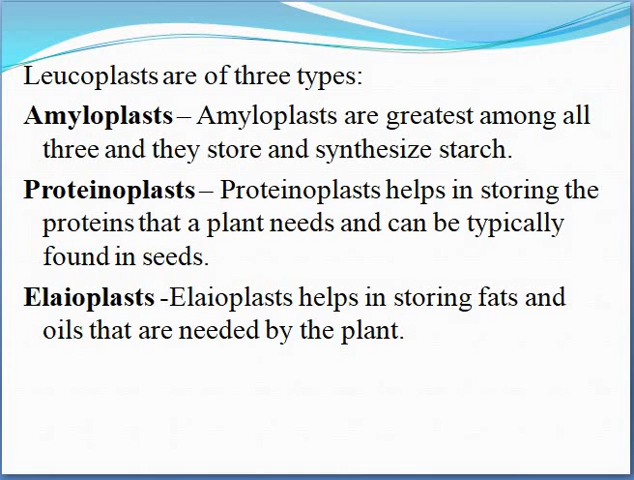 Leucoplasts are of three types:
Amyloplasts – Amyloplasts are greatest among all
three and they store and synthesize starch.
Proteinoplasts – Proteinoplasts helps in storing the
proteins that a plant needs and can be typically
found in seeds.
Elaioplasts -Elaioplasts helps in storing fats and
oils that are needed by the plant.